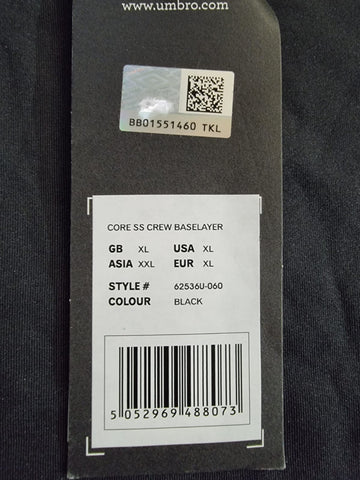 www.umbro.com
BB01551460 TKL
CORE SS CREW BASELAYER
GB XL USA XL
ASIA XXL EUR XL
STYLE # 62536U-060
COLOUR BLACK
5 052969 488073